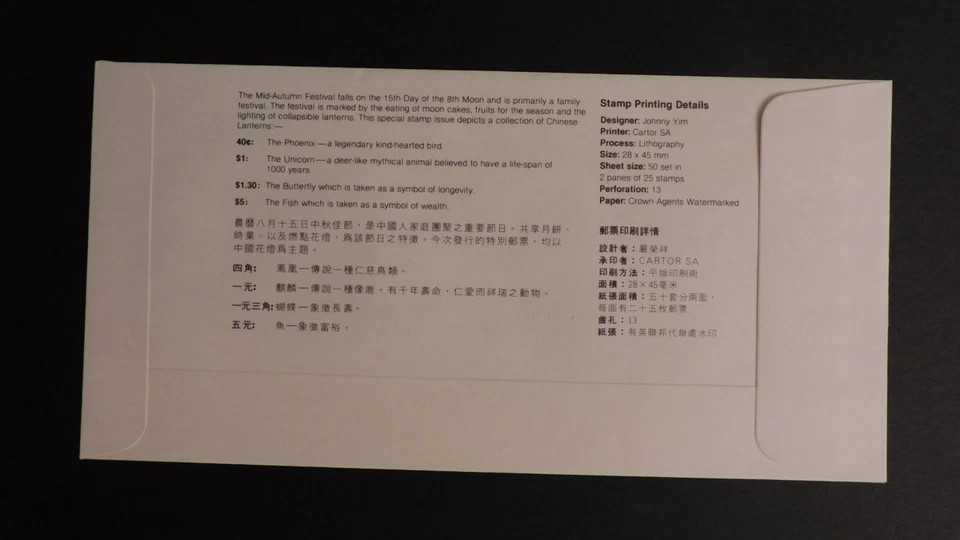 The Mid-Autumn Festival falls on the 15th Day of the 8th Moon and is primarily a family
festival. The festival is marked by the eating of moon cakes, fruits for the season and the
lighting of collapsible lanterns. This special stamp issue depicts a collection of Chinese
Lanterns:—
40¢: The Phoenix—a legendary kind-hearted bird.
$1: The Unicorn—a deer-like mythical animal believed to have a life-span of
1000 years.
$1.30: The Butterfly which is taken as a symbol of longevity.
$5: The Fish which is taken as a symbol of wealth.
農曆八月十五日中秋佳節，是中國人家庭團聚之重要節日。共享月餅、
時菓，以及燃點花燈，爲該節日之特徵。今次發行的特別郵票，均以
中國花燈爲主題。
四角： 鳳凰—傳說一種仁慈鳥類。
一元： 麒麟—傳說一種像鹿，有千年壽命，仁愛而祥瑞之動物。
一元三角：蝴蝶—象徵長壽。
五元： 魚—象徵富裕。
Stamp Printing Details
Designer: Johnny Yim
Printer: Cartor SA
Process: Lithography
Size: 28 x 45 mm
Sheet size: 50 set in
2 panes of 25 stamps
Perforation: 13
Paper: Crown Agents Watermarked
郵票印刷詳情
設計者：嚴榮祥
承印者：CARTOR SA
印刷方法：平版印刷術
面積：28×45毫米
紙張面積：五十套分兩面，
每面有二十五枚郵票
齒孔：13
紙張：有英聯邦代辦處水印